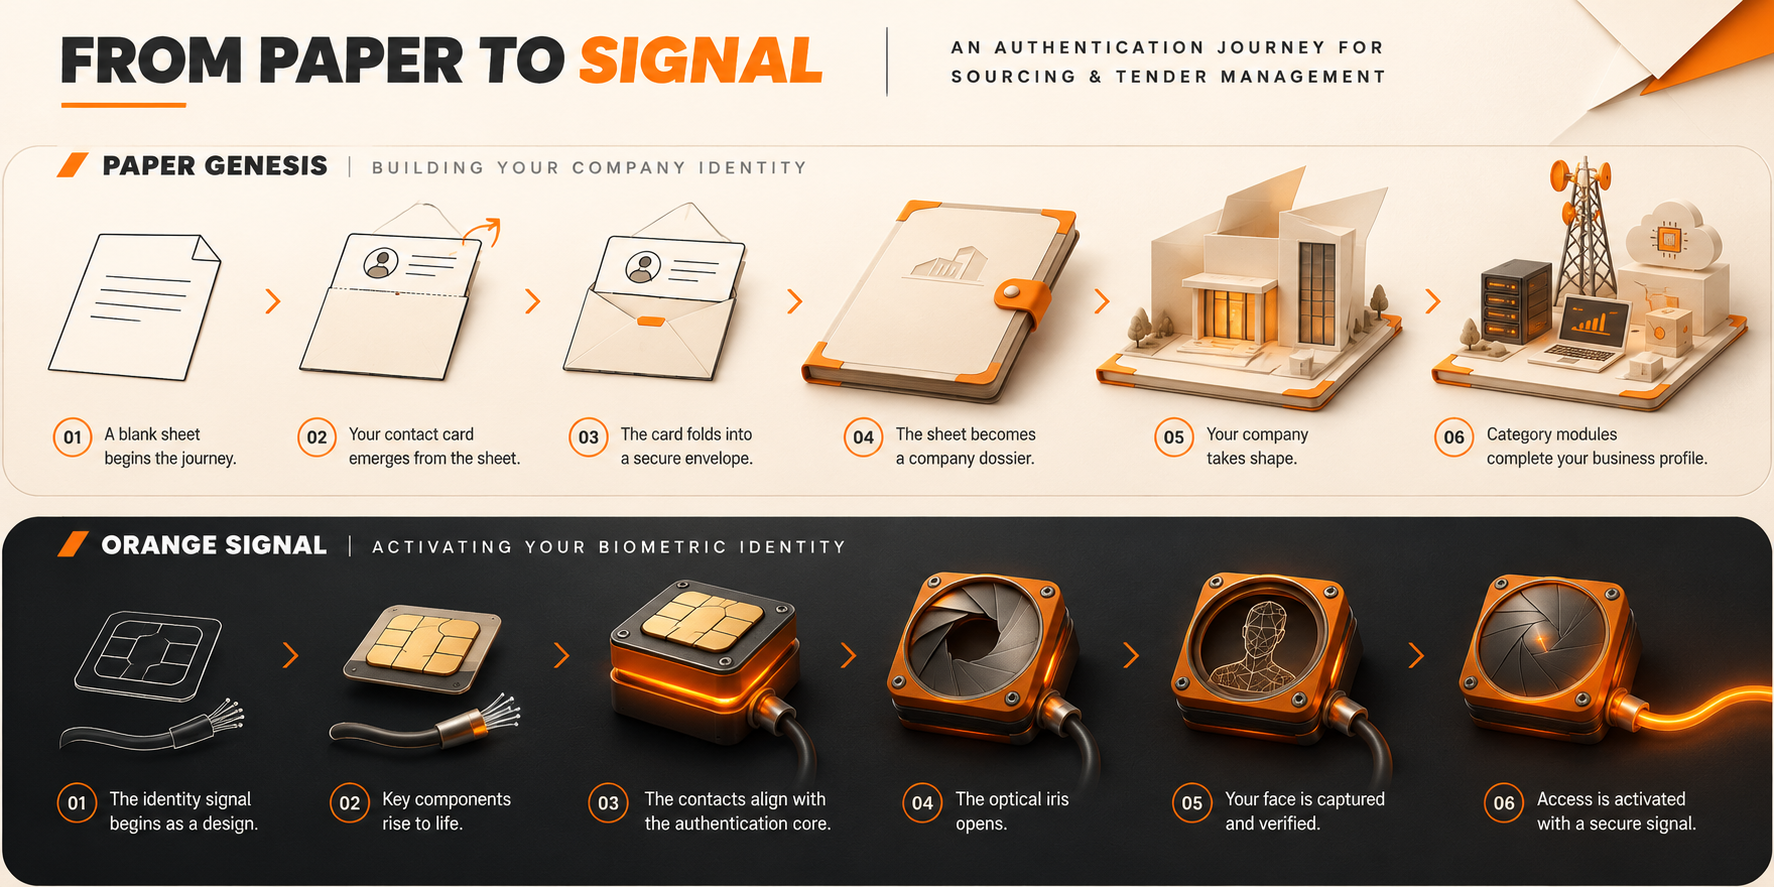 FROM PAPER TO SIGNAL
AN AUTHENTICATION JOURNEY FOR
SOURCING & TENDER MANAGEMENT
PAPER GENESIS | BUILDING YOUR COMPANY IDENTITY
01 A blank sheet
begins the journey.
02 Your contact card
emerges from the sheet.
03 The card folds into
a secure envelope.
04 The sheet becomes
a company dossier.
05 Your company
takes shape.
06 Category modules
complete your business profile.
ORANGE SIGNAL | ACTIVATING YOUR BIOMETRIC IDENTITY
01 The identity signal
begins as a design.
02 Key components
rise to life.
03 The contacts align with
the authentication core.
04 The optical iris
opens.
05 Your face is captured
and verified.
06 Access is activated
with a secure signal.